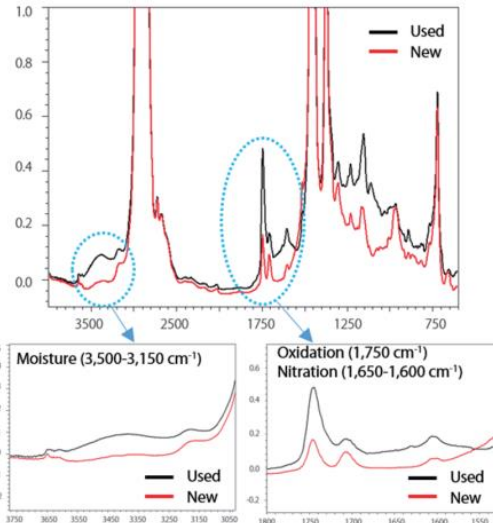 1.0
Used
New
0.8
0.6
0.4
0.2
0.0
3500 2500 1750 1250 750
Moisture (3,500-3,150 cm⁻¹)
Used
New
3750 3650 3550 3450 3350 3250 3150 3050
Oxidation (1,750 cm⁻¹)
Nitration (1,650-1,600 cm⁻¹)
0.6
0.4
0.2
0.0
-0.2
Used
New
1800 1750 1700 1650 1600